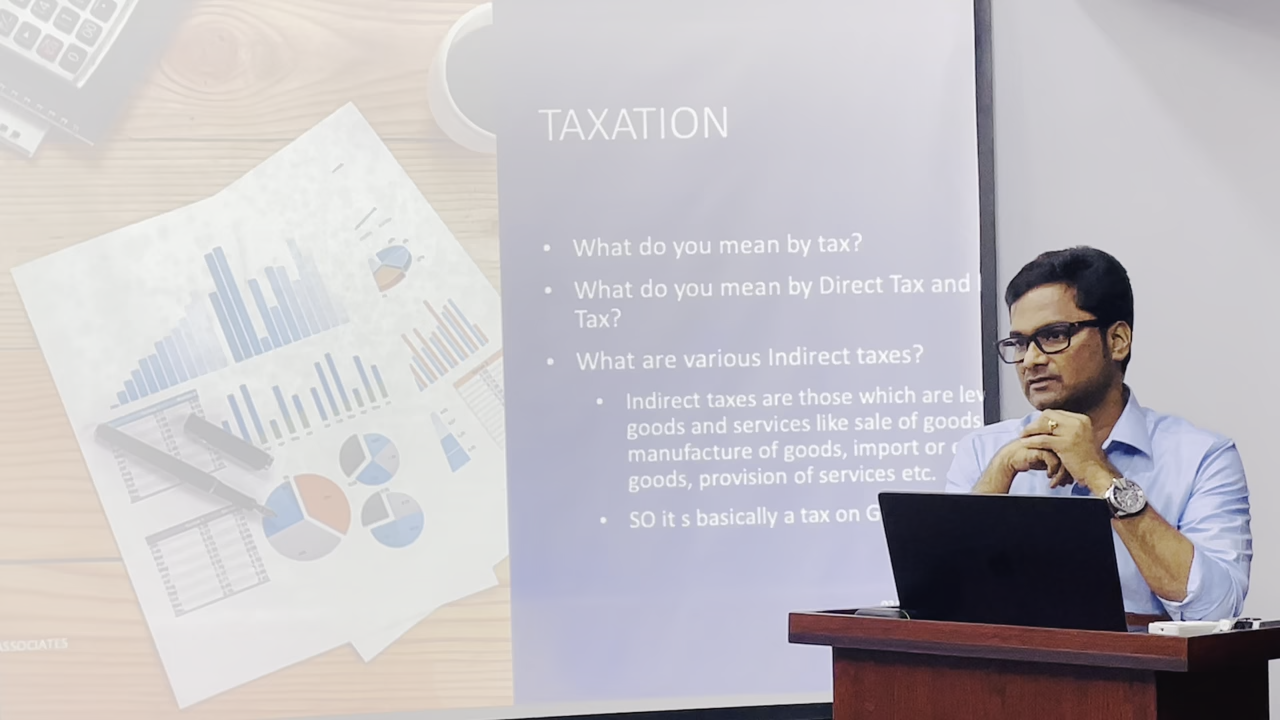 TAXATION
• What do you mean by tax?
• What do you mean by Direct Tax and
Tax?
• What are various Indirect taxes?
• Indirect taxes are those which are lev
goods and services like sale of goods
manufacture of goods, import or
goods, provision of services etc.
• SO it s basically a tax on G
ASSOCIATES